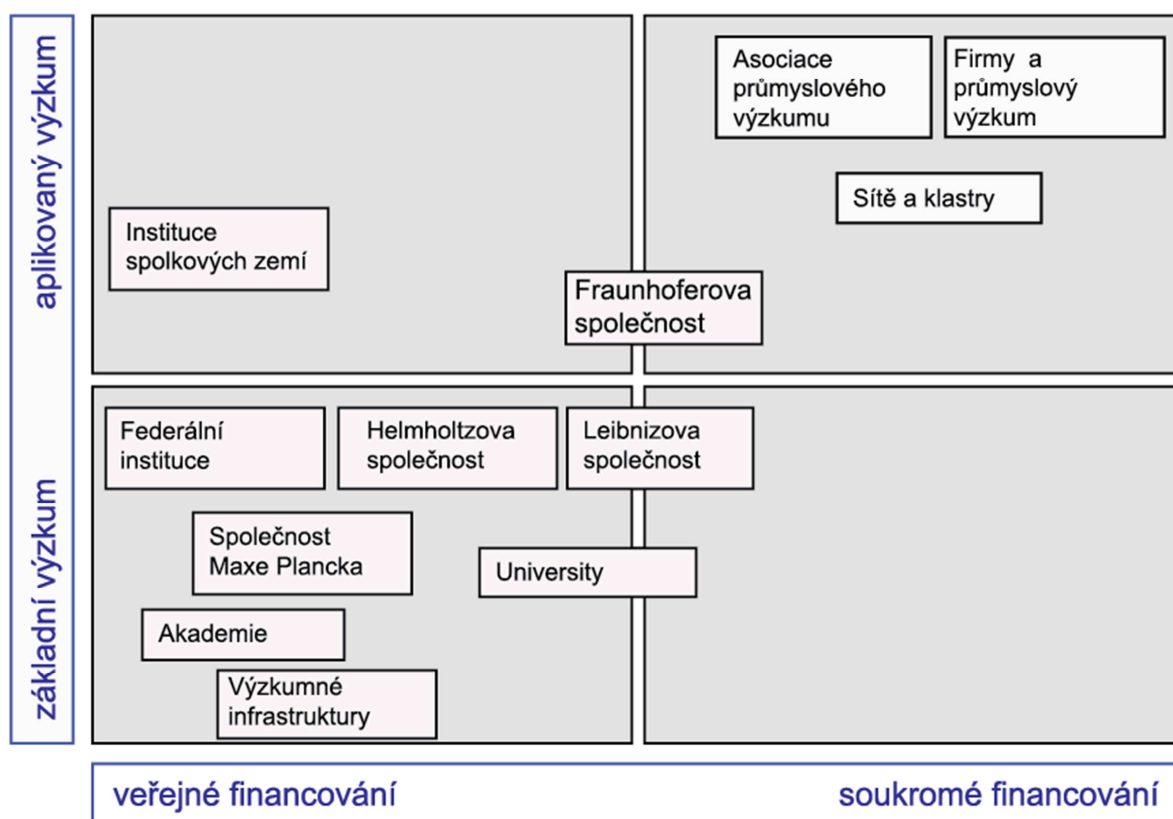 aplikovaný výzkum
Asociace
průmyslového
výzkumu
Firmy a
průmyslový
výzkum
Sítě a klastry
Instituce
spolkových zemí
Fraunhoferova
společnost
základní výzkum
Federální
instituce
Helmholtzova
společnost
Leibnizova
společnost
Společnost
Maxe Plancka
University
Akademie
Výzkumné
infrastruktury
veřejné financování
soukromé financování